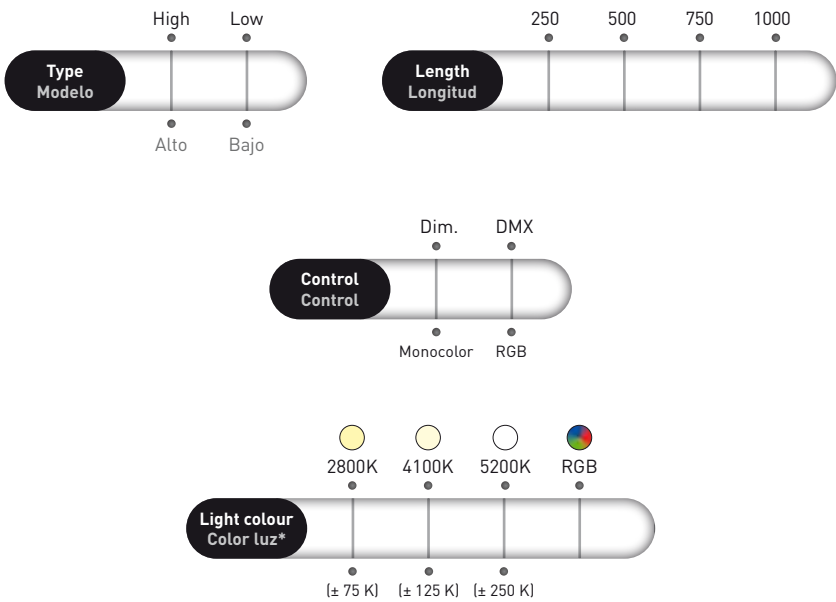 High Low
Type
Modelo
Alto Bajo
250 500 750 1000
Length
Longitud
Dim. DMX
Control
Control
Monocolor RGB
2800K 4100K 5200K RGB
Light colour
Color luz*
(± 75 K) (± 125 K) (± 250 K)